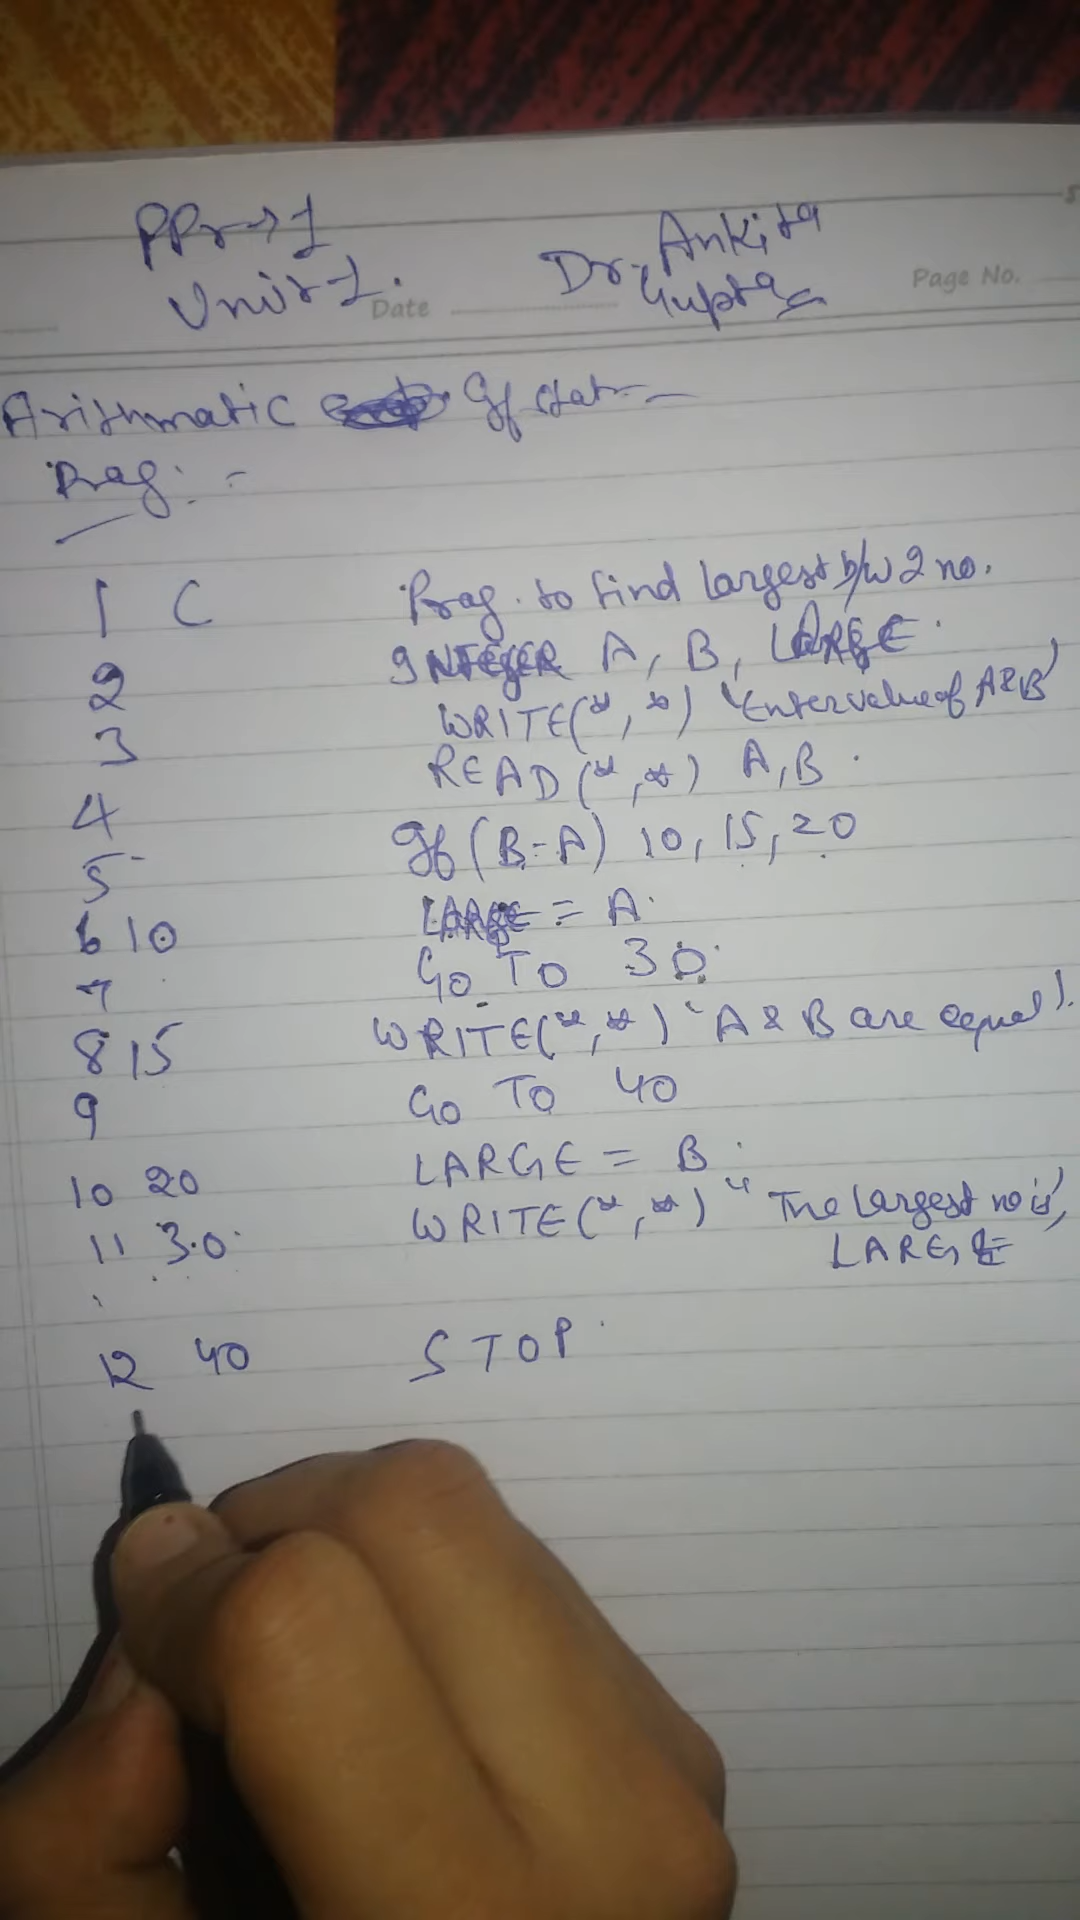 PPr→1
Unit-1.
Dr. Ankita Gupta
Date
Page No.
Arithmatic If stat:-
Prog:-
1 C Prog. to find largest b/w 2 no.
2 INTEGER A, B, LARGE.
3 WRITE(*,*) 'Enter value of A&B'
4 READ(*,*) A,B.
5 If (B-A) 10, 15, 20
6 10 LARGE = A.
7 GO TO 30.
8 15 WRITE(*,*) 'A & B are equal'.
9 GO TO 40
10 20 LARGE = B.
11 30 WRITE(*,*) " The largest no is',
LARGE
12 40 STOP.